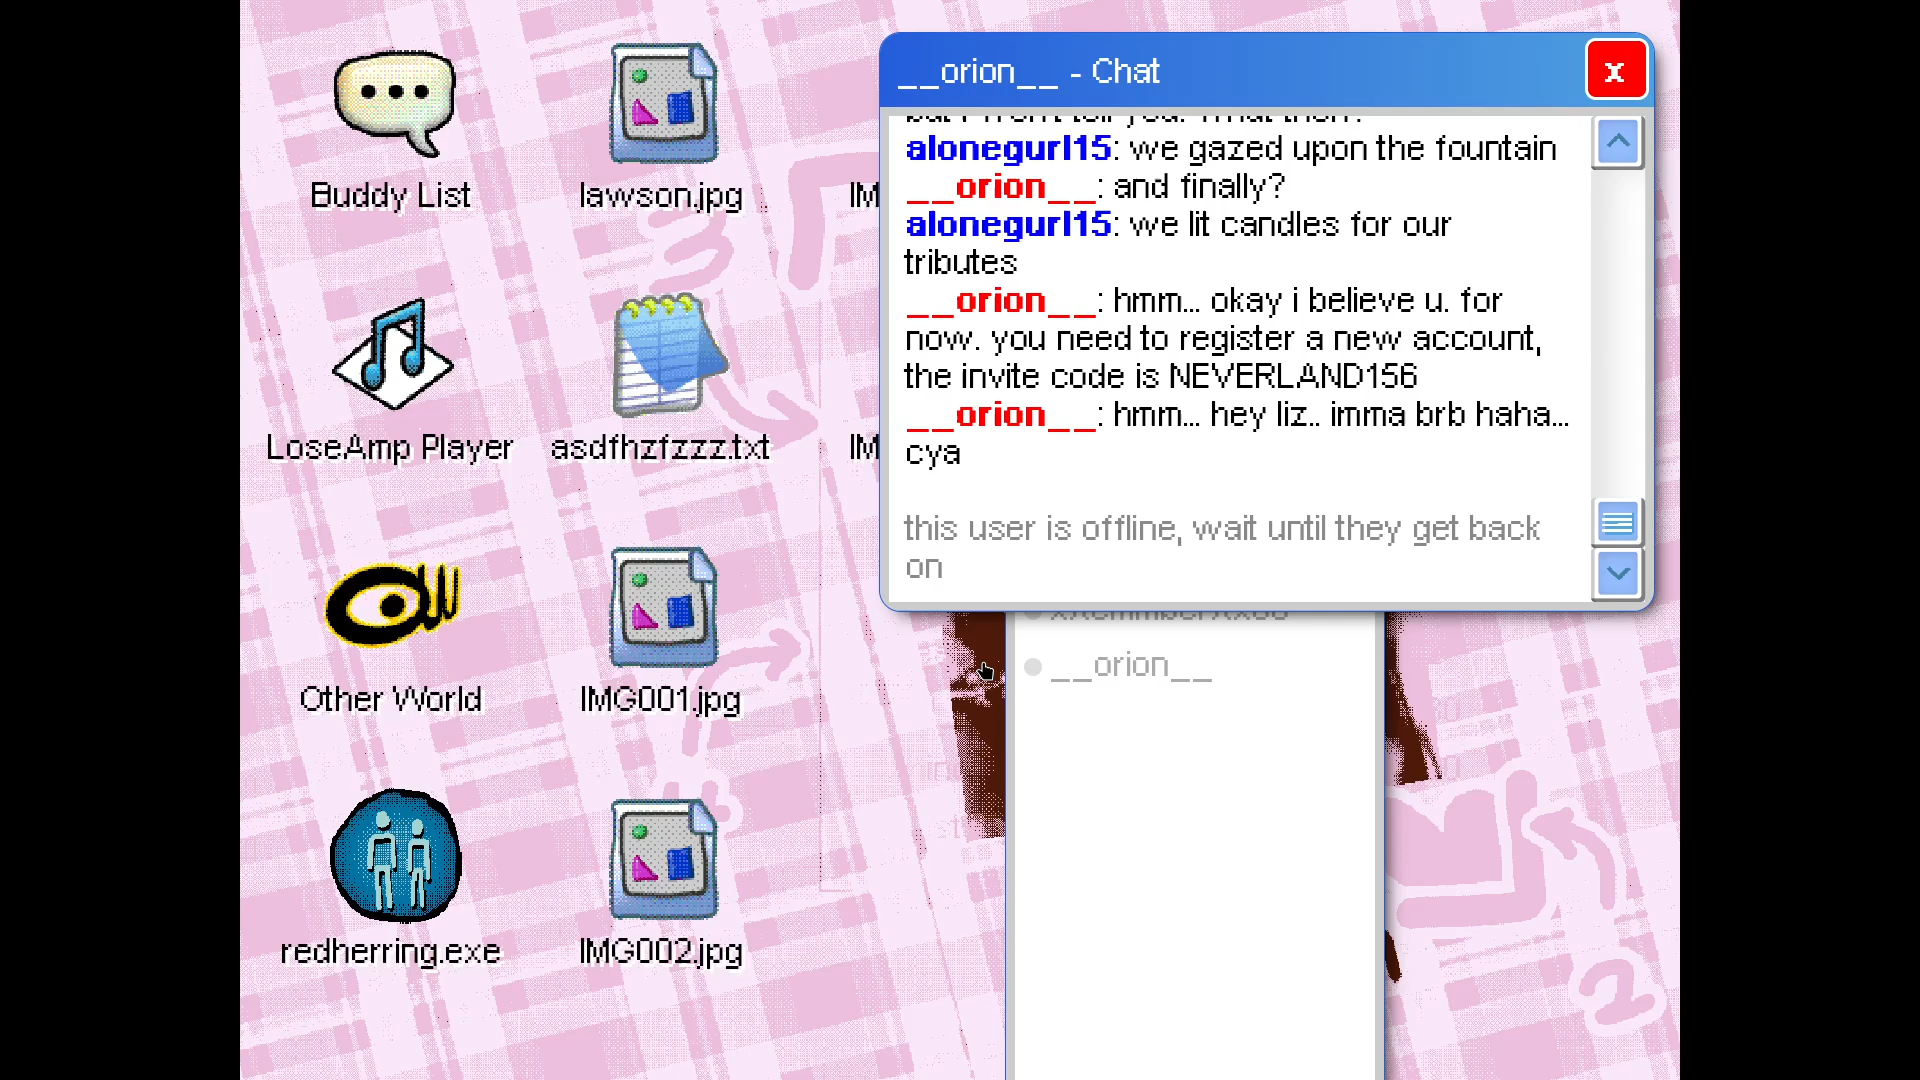 Buddy List
lawson.jpg
IM
LoseAmp Player
asdfhzfzzz.txt
IM
Other World
IMG001.jpg
redherring.exe
IMG002.jpg
__orion__ - Chat
x
alonegurl15: we gazed upon the fountain
__orion__: and finally?
alonegurl15: we lit candles for our
tributes
__orion__: hmm... okay i believe u. for
now. you need to register a new account,
the invite code is NEVERLAND156
__orion__: hmm... hey liz.. imma brb haha...
cya
this user is offline, wait until they get back
on
__orion__
2